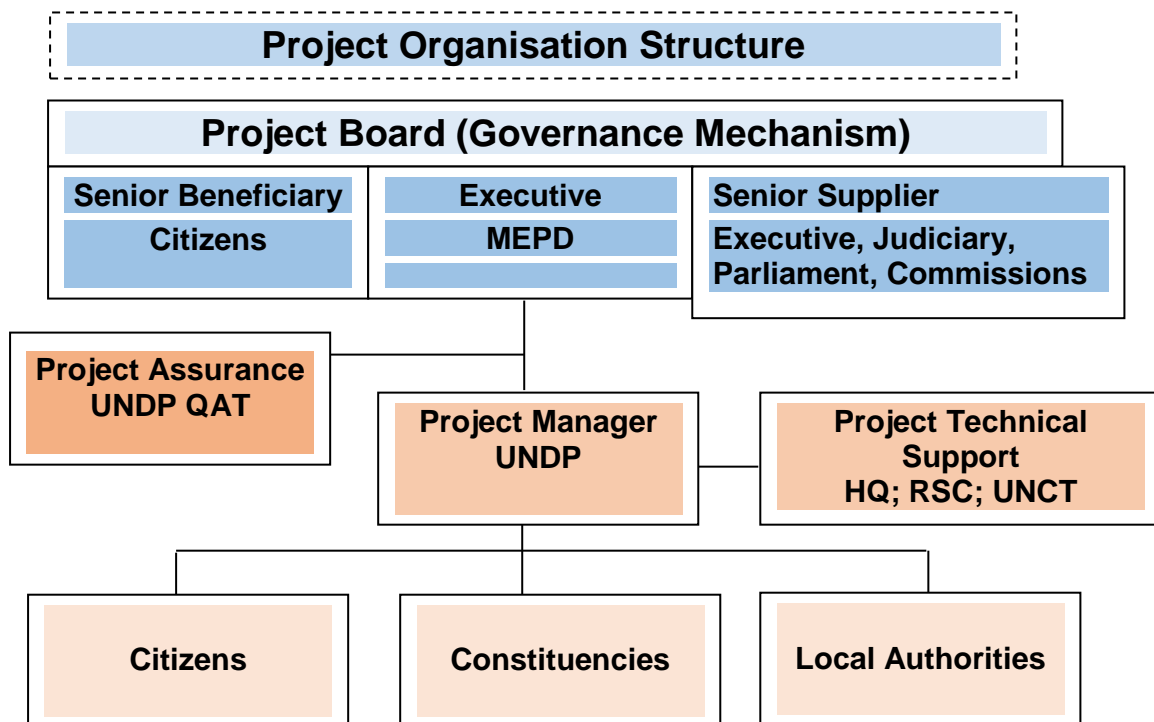 Project Organisation Structure
Project Board (Governance Mechanism)
Senior Beneficiary
Citizens
Executive
MEPD
Senior Supplier
Executive, Judiciary,
Parliament, Commissions
Project Assurance
UNDP QAT
Project Manager
UNDP
Project Technical
Support
HQ; RSC; UNCT
Citizens
Constituencies
Local Authorities